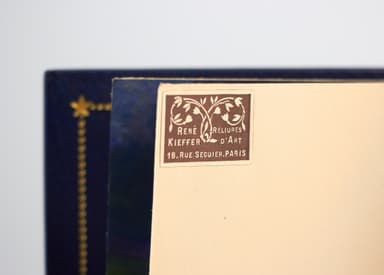 RENÉ RELIURES
KIEFFER D'ART
18, RUE SEGUIER, PARIS